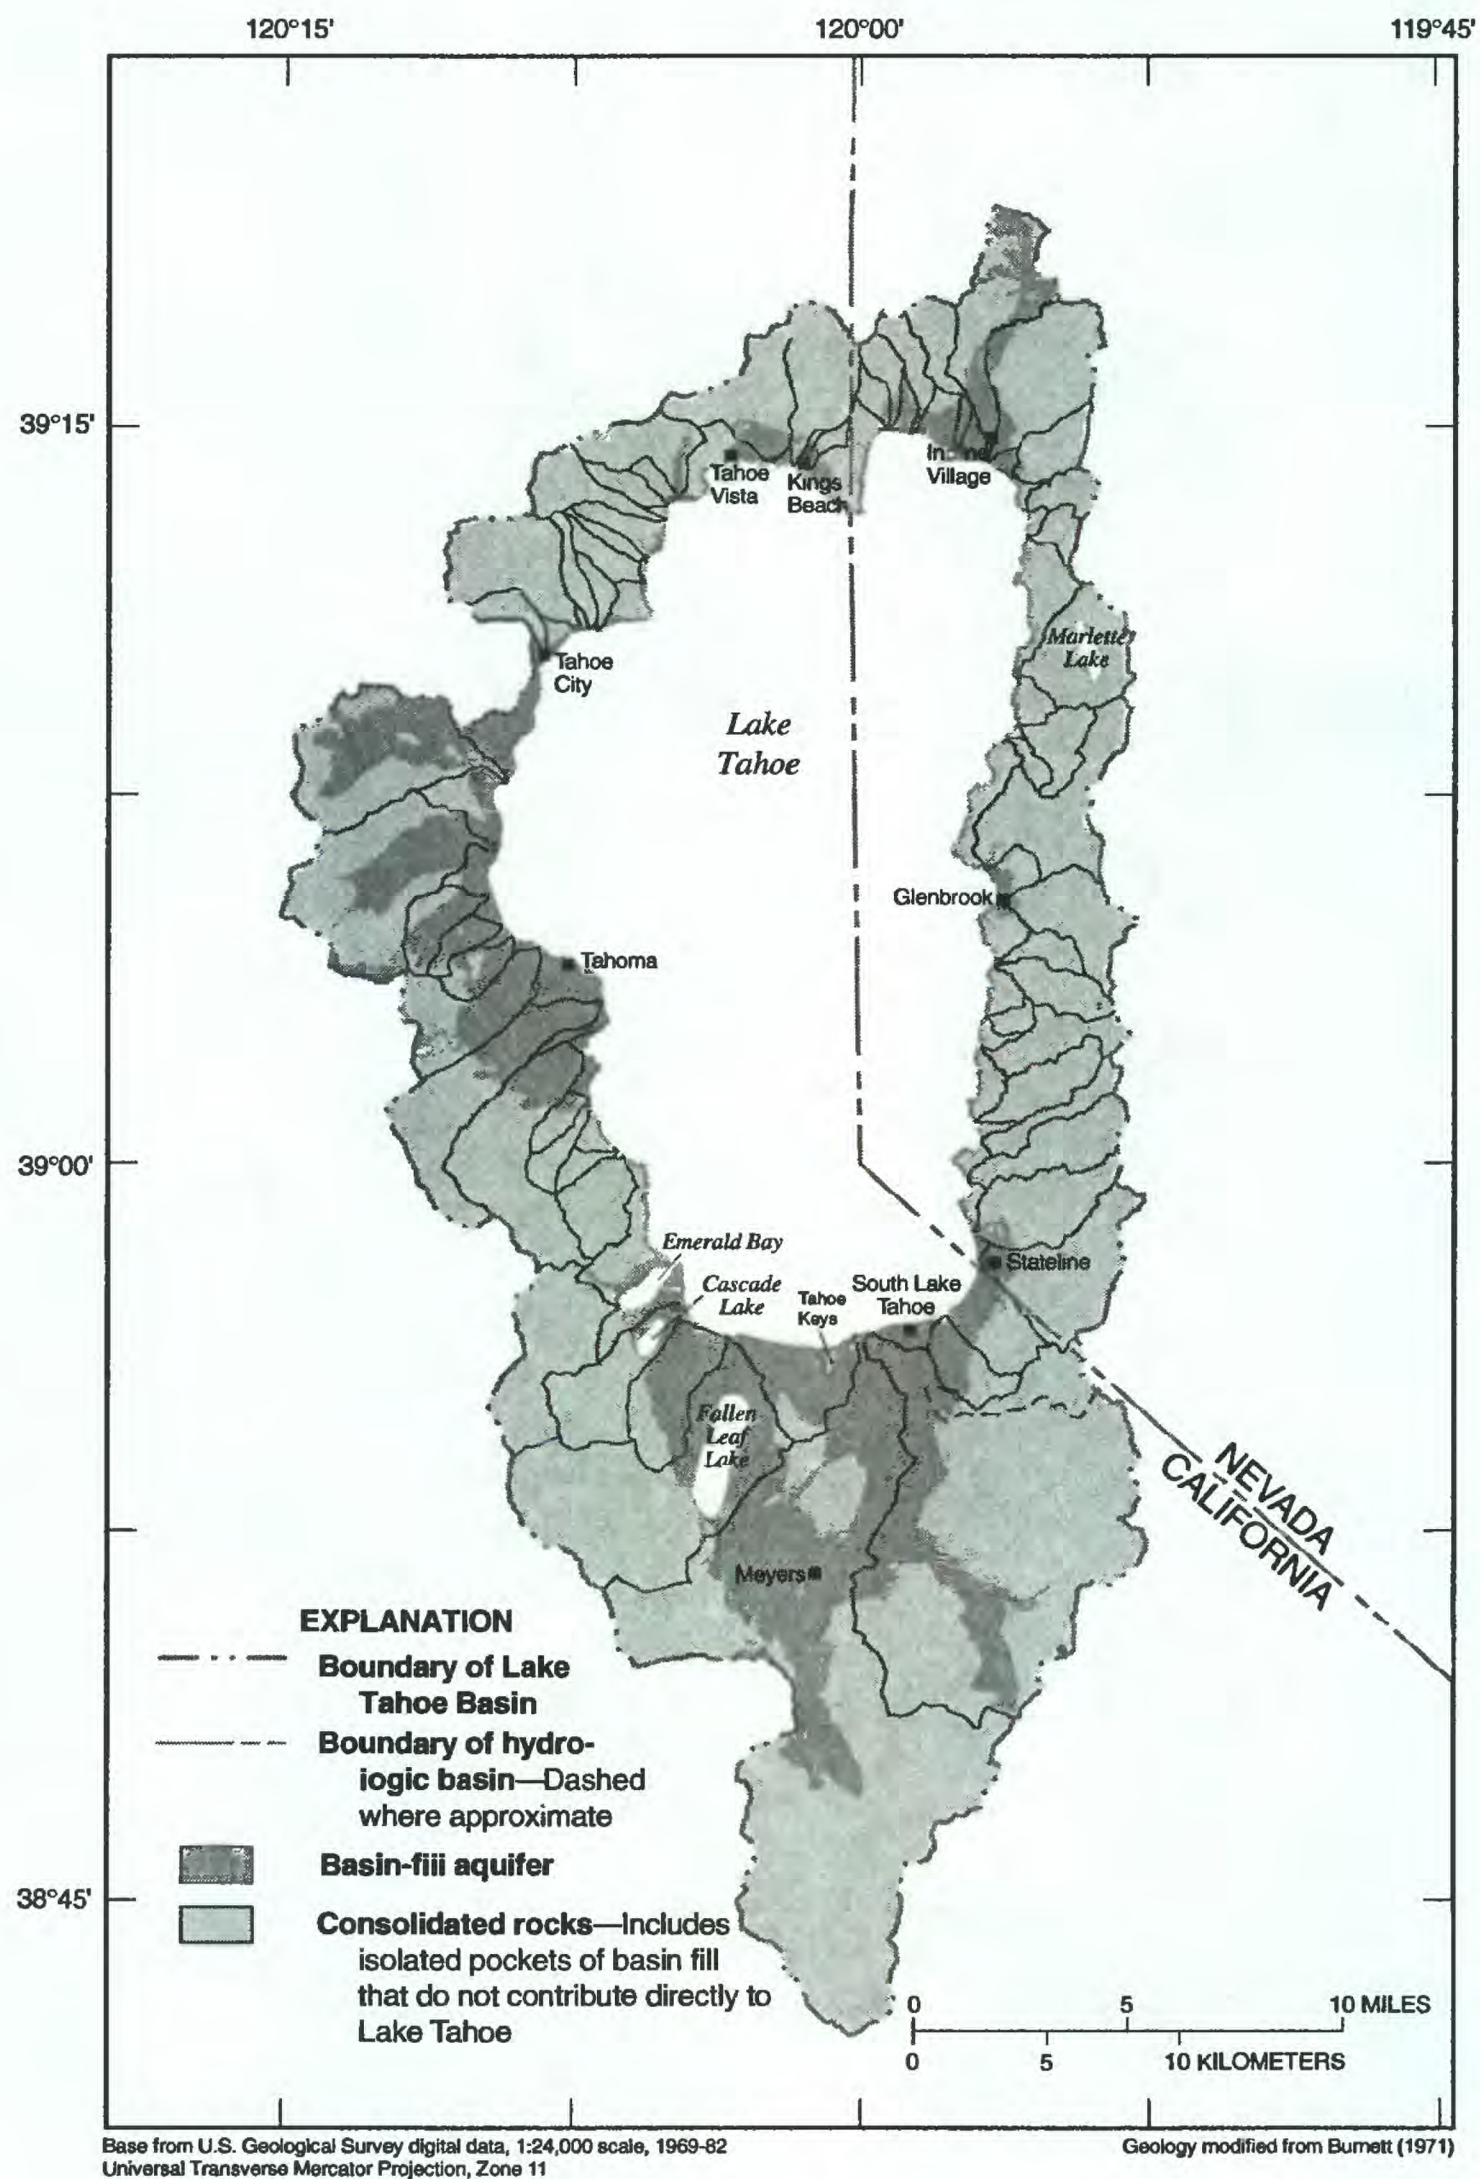 120°15' 120°00' 119°45'
39°15'
Tahoe
Vista
Kings
Beach
Village
Marlette
Lake
Tahoe
City
Lake
Tahoe
Glenbrook
Tahoma
39°00'
Emerald Bay
Cascade
Lake
Tahoe
Keys
South Lake
Tahoe
Stateline
Fallen
Leaf
Lake
Meyers
NEVADA
CALIFORNIA
38°45'
EXPLANATION
Boundary of Lake
Tahoe Basin
Boundary of hydro-
iogic basin—Dashed
where approximate
Basin-fiii aquifer
Consolidated rocks—Includes
isolated pockets of basin fill
that do not contribute directly to
Lake Tahoe
0 5 10 MILES
0 5 10 KILOMETERS
Base from U.S. Geological Survey digital data, 1:24,000 scale, 1969-82
Universal Transverse Mercator Projection, Zone 11
Geology modified from Burnett (1971)